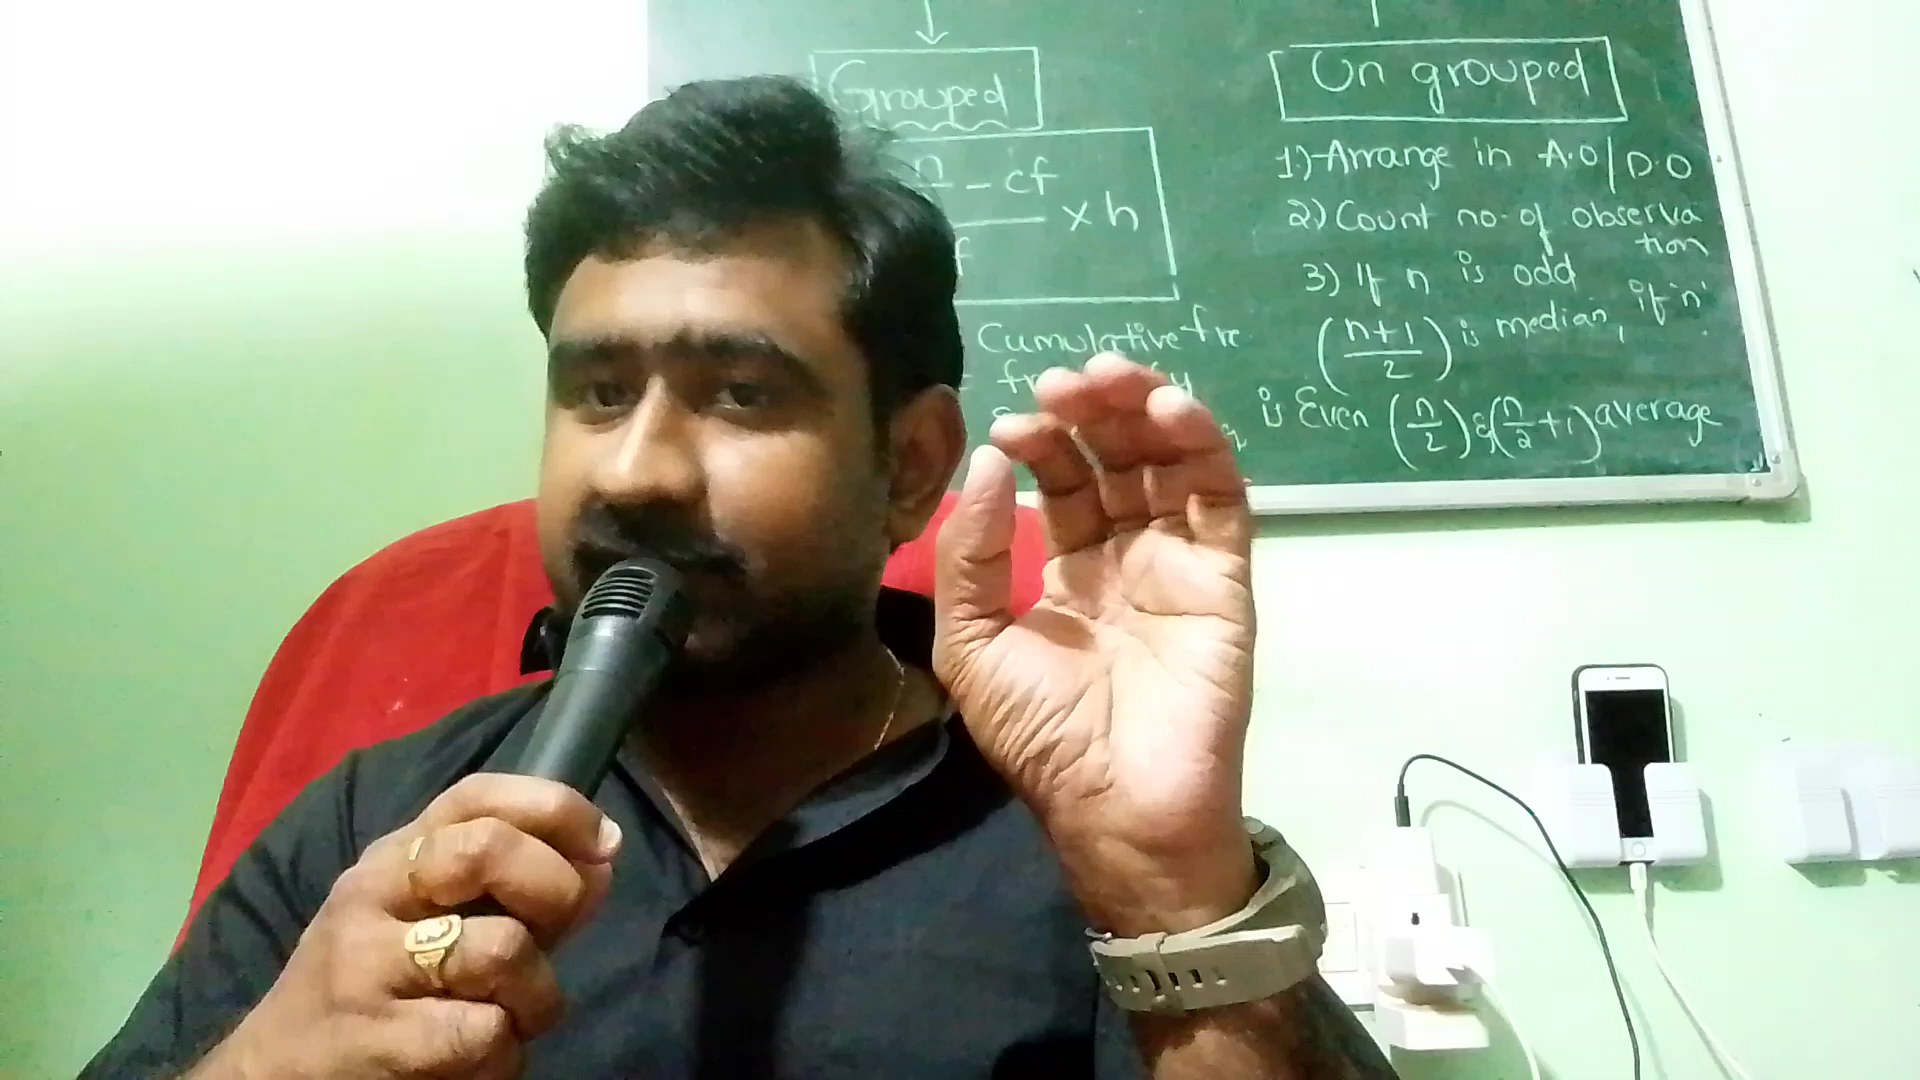 Grouped
n - cf
× h
f
Cumulative fre
Un grouped
1) Arrange in A.O/D.O
2) Count no. of observa
tion
3) If n is odd
(n+1/2) is median, if 'n'
is Even (n/2) & (n/2+1) average